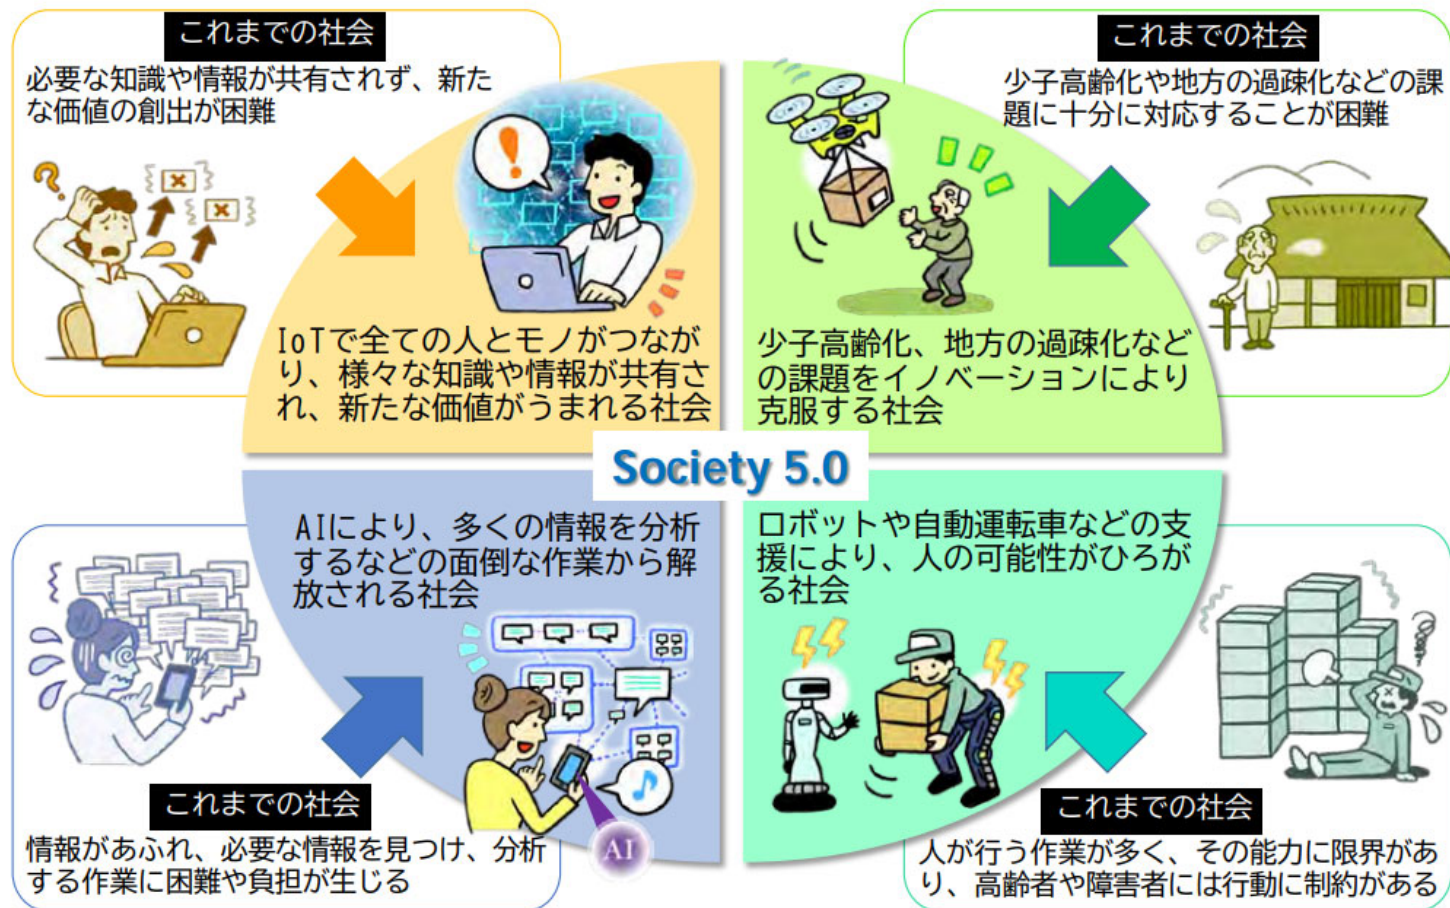 これまでの社会
必要な知識や情報が共有されず、新た
な価値の創出が困難
IoTで全ての人とモノがつなが
り、様々な知識や情報が共有さ
れ、新たな価値がうまれる社会
これまでの社会
少子高齢化や地方の過疎化などの課
題に十分に対応することが困難
少子高齢化、地方の過疎化など
の課題をイノベーションにより
克服する社会
Society 5.0
AIにより、多くの情報を分析
するなどの面倒な作業から解
放される社会
AI
これまでの社会
情報があふれ、必要な情報を見つけ、分析
する作業に困難や負担が生じる
ロボットや自動運転車などの支
援により、人の可能性がひろが
る社会
これまでの社会
人が行う作業が多く、その能力に限界があ
り、高齢者や障害者には行動に制約がある